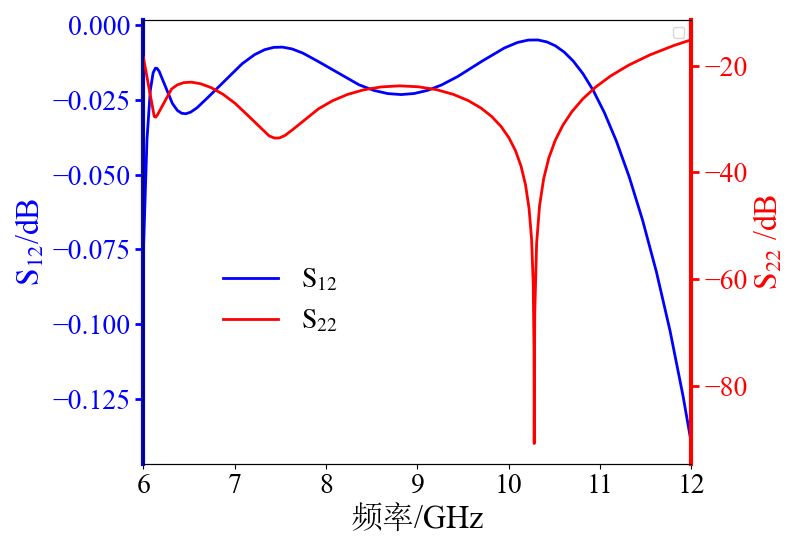 0.000
−0.025
−0.050
−0.075
−0.100
−0.125
S₁₂/dB
S₁₂
S₂₂
−20
−40
−60
−80
S₂₂ /dB
6 7 8 9 10 11 12
频率/GHz